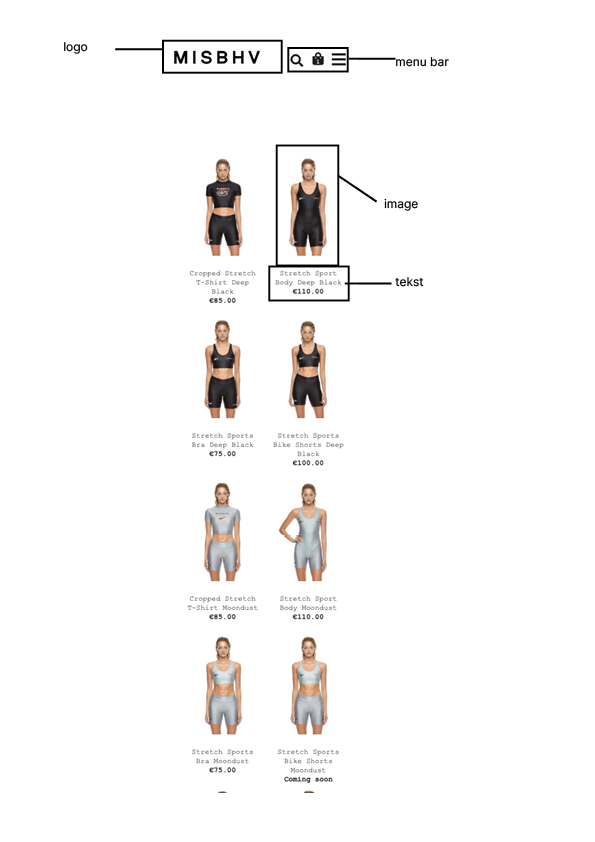 logo
MISBHV
menu bar
image
Cropped Stretch
T-Shirt Deep
Black
€85.00
Stretch Sport
Body Deep Black
€110.00
tekst
Stretch Sports
Bra Deep Black
€75.00
Stretch Sports
Bike Shorts Deep
Black
€100.00
Cropped Stretch
T-Shirt Moondust
€85.00
Stretch Sport
Body Moondust
€110.00
Stretch Sports
Bra Moondust
€75.00
Stretch Sports
Bike Shorts
Moondust
Coming soon